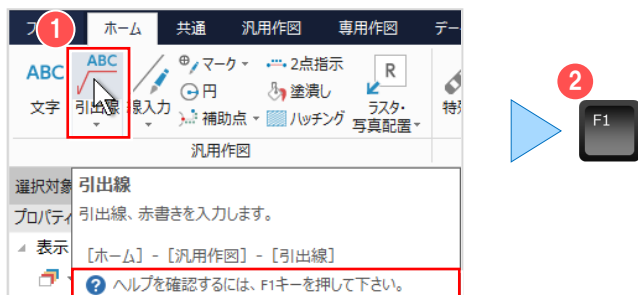 1
ホーム 共通 汎用作図 専用作図 デー
ABC ABC マーク 2点指示 R
円 塗潰し
文字 引出線 線入力 補助点 ハッチング ラスタ・
写真配置
汎用作図
2
F1
選択対象
引出線
プロパティ
引出線、赤書きを入力します。
表示
[ホーム] - [汎用作図] - [引出線]
? ヘルプを確認するには、F1キーを押して下さい。